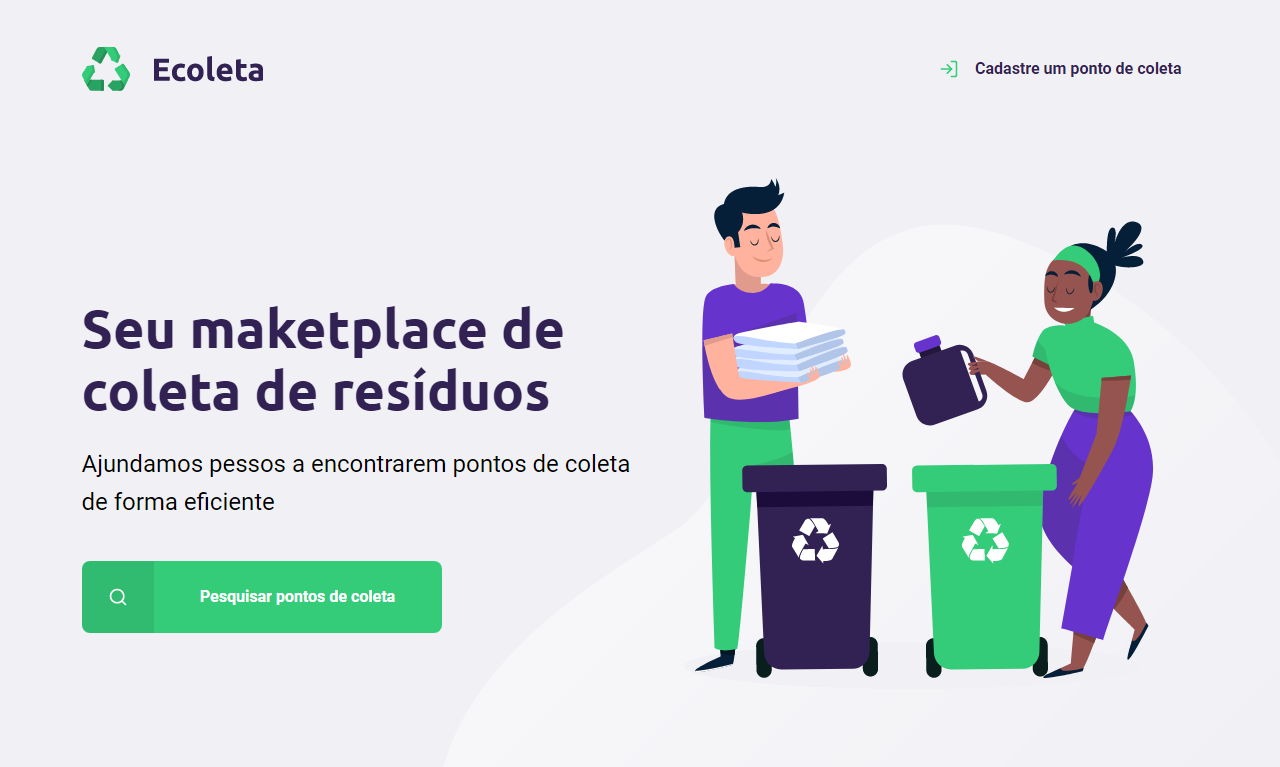 Ecoleta
Cadastre um ponto de coleta
Seu maketplace de
coleta de resíduos
Ajundamos pessos a encontrarem pontos de coleta
de forma eficiente
Pesquisar pontos de coleta